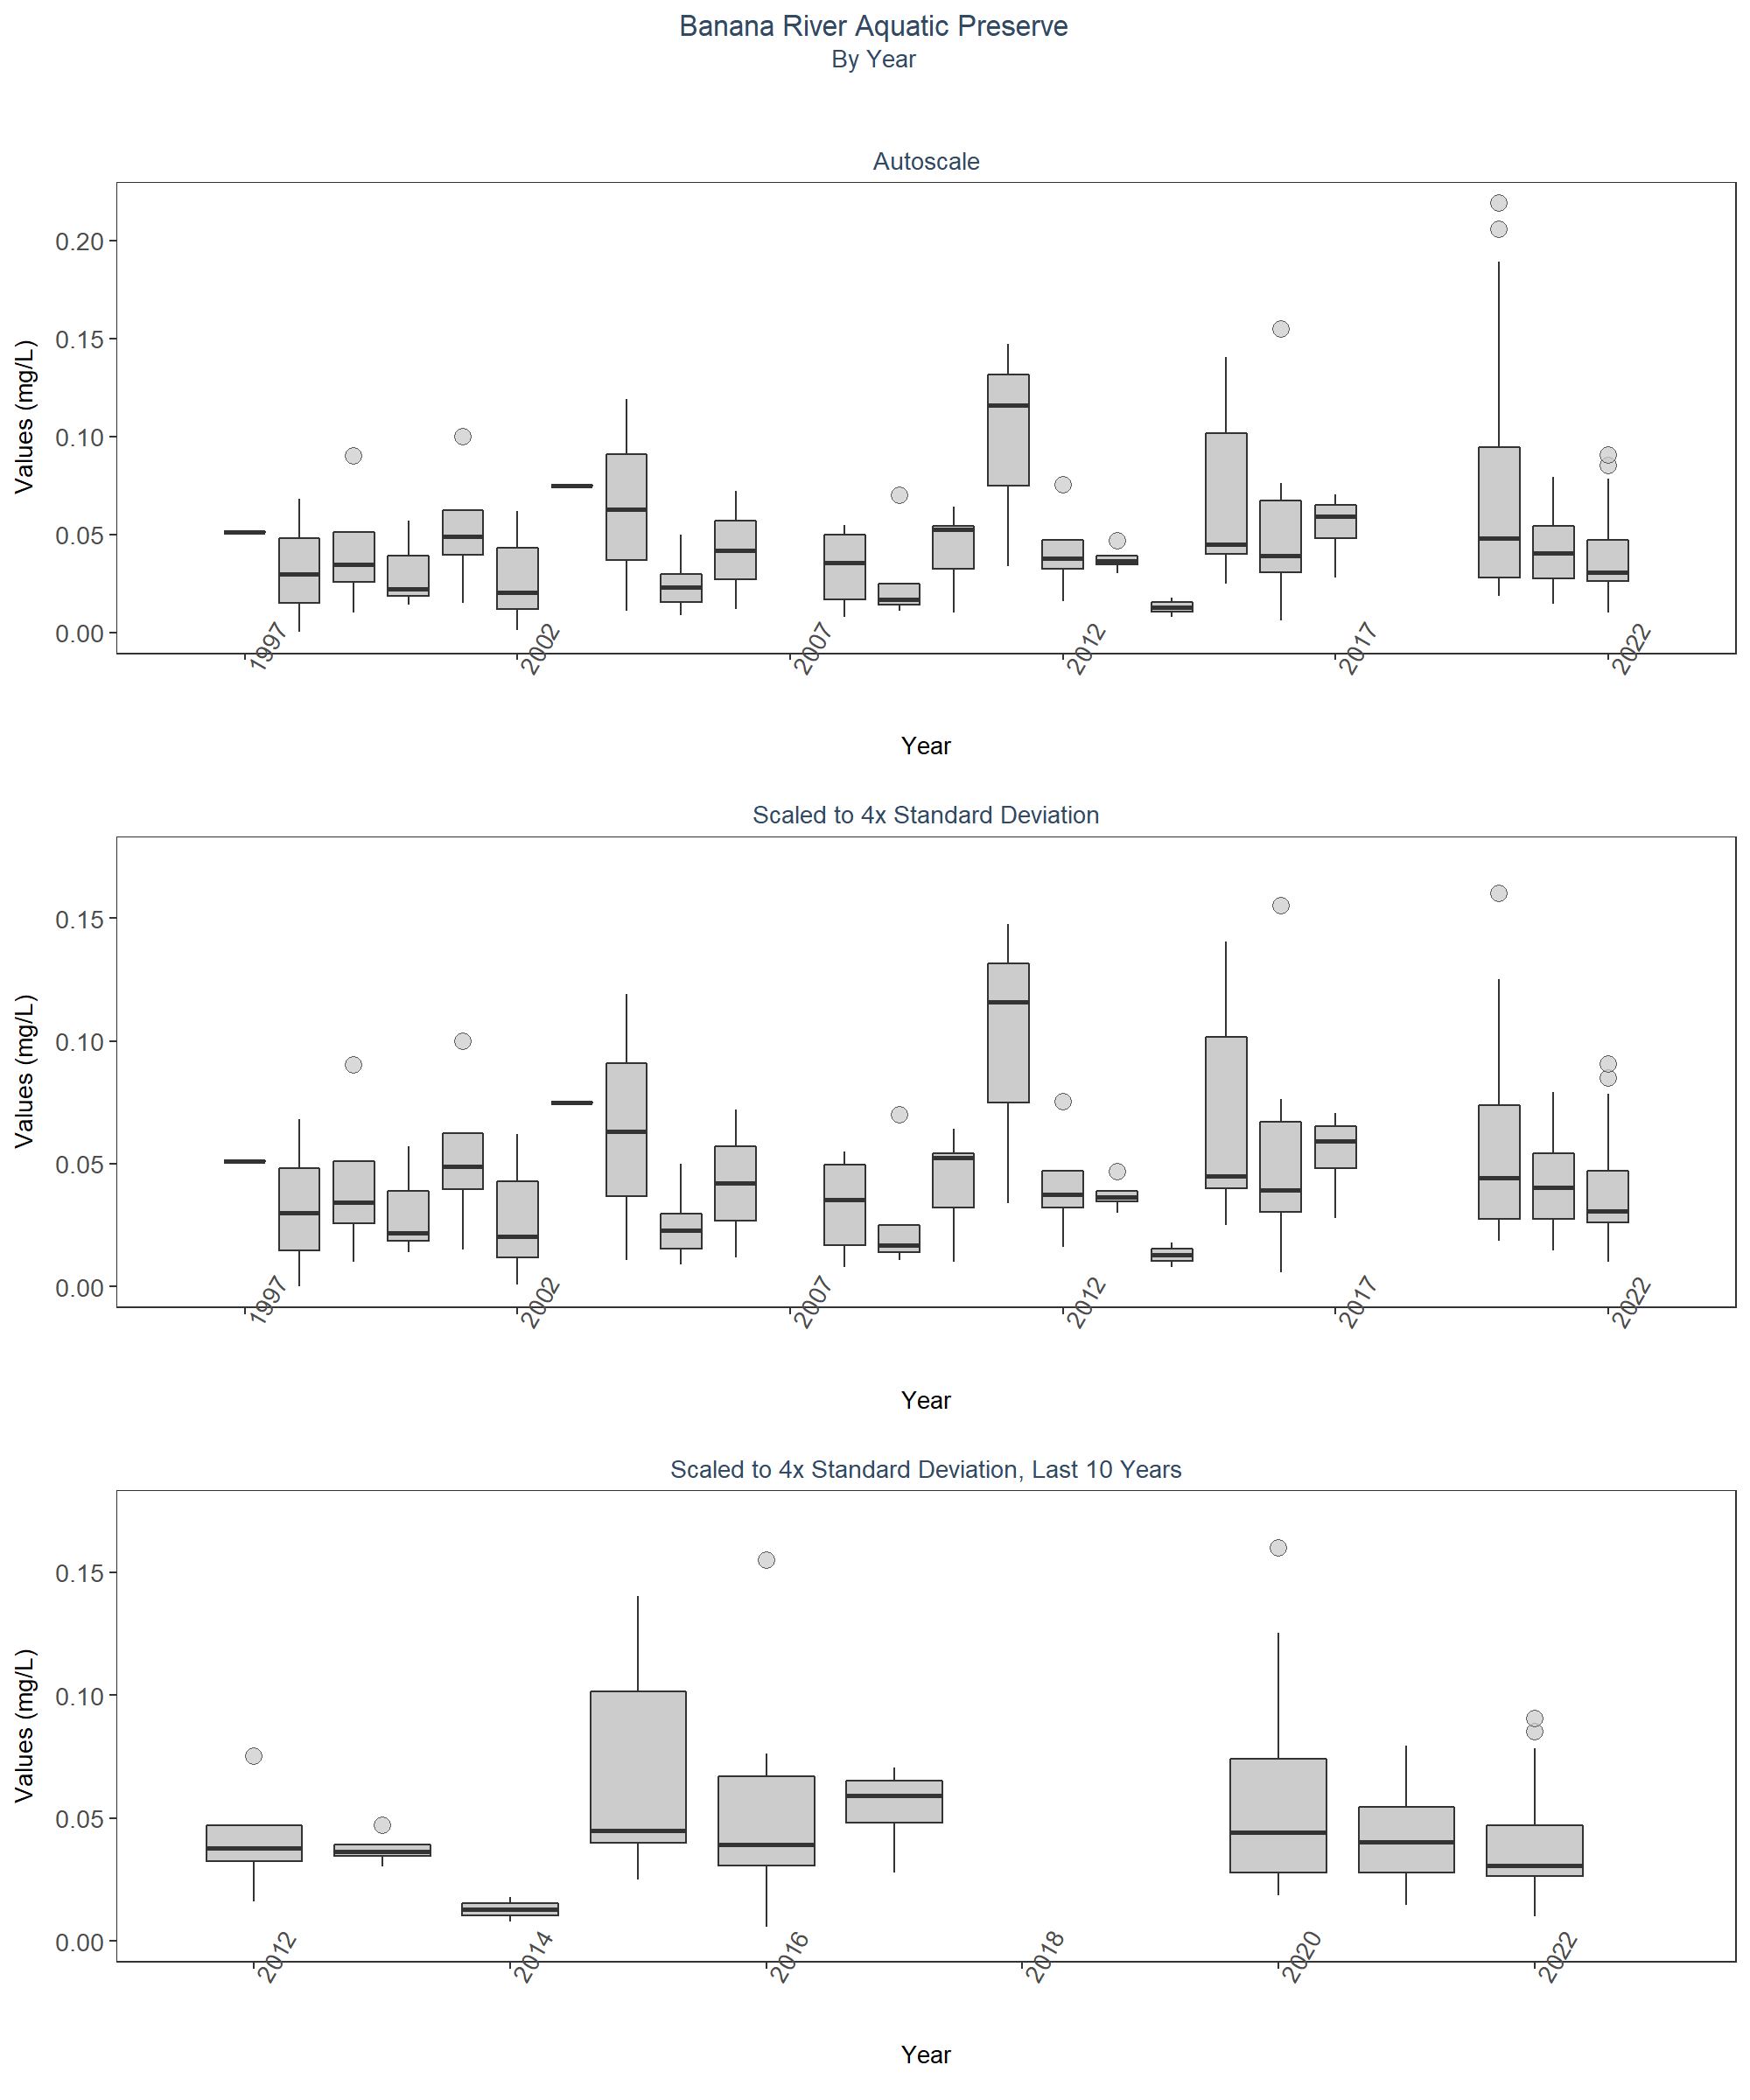 Banana River Aquatic Preserve
By Year
Autoscale
Values (mg/L)
0.20
0.15
0.10
0.05
0.00
1997
2002
2007
2012
2017
2022
Year
Scaled to 4x Standard Deviation
Values (mg/L)
0.15
0.10
0.05
0.00
1997
2002
2007
2012
2017
2022
Year
Scaled to 4x Standard Deviation, Last 10 Years
Values (mg/L)
0.15
0.10
0.05
0.00
2012
2014
2016
2018
2020
2022
Year